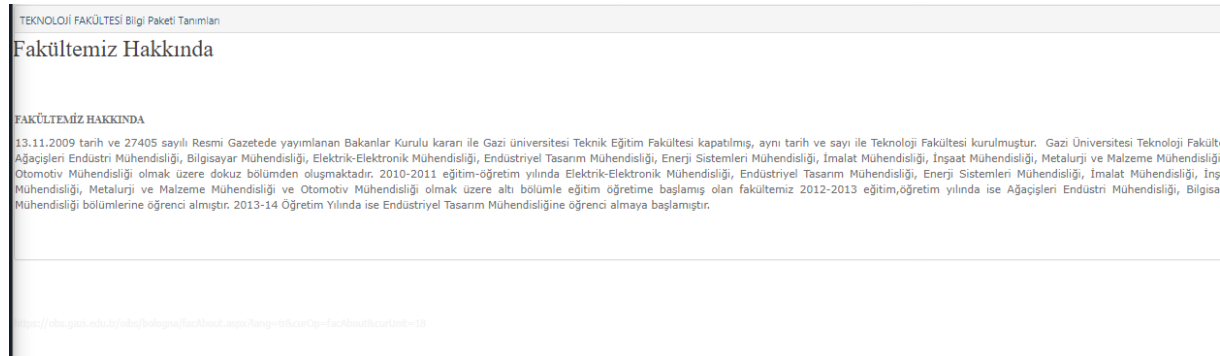 TEKNOLOJİ FAKÜLTESİ Bilgi Paketi Tanımları
Fakültemiz Hakkında
FAKÜLTEMİZ HAKKINDA
13.11.2009 tarih ve 27405 sayılı Resmi Gazetede yayımlanan Bakanlar Kurulu kararı ile Gazi üniversitesi Teknik Eğitim Fakültesi kapatılmış, aynı tarih ve sayı ile Teknoloji Fakültesi kurulmuştur. Gazi Üniversitesi Teknoloji Fakülte
Ağaçişleri Endüstri Mühendisliği, Bilgisayar Mühendisliği, Elektrik-Elektronik Mühendisliği, Endüstriyel Tasarım Mühendisliği, Enerji Sistemleri Mühendisliği, İmalat Mühendisliği, İnşaat Mühendisliği, Metalurji ve Malzeme Mühendisliği
Otomotiv Mühendisliği olmak üzere dokuz bölümden oluşmaktadır. 2010-2011 eğitim-öğretim yılında Elektrik-Elektronik Mühendisliği, Endüstriyel Tasarım Mühendisliği, Enerji Sistemleri Mühendisliği, İmalat Mühendisliği, İnş
Mühendisliği, Metalurji ve Malzeme Mühendisliği ve Otomotiv Mühendisliği olmak üzere altı bölümle eğitim öğretime başlamış olan fakültemiz 2012-2013 eğitim,öğretim yılında ise Ağaçişleri Endüstri Mühendisliği, Bilgisa
Mühendisliği bölümlerine öğrenci almıştır. 2013-14 Öğretim Yılında ise Endüstriyel Tasarım Mühendisliğine öğrenci almaya başlamıştır.